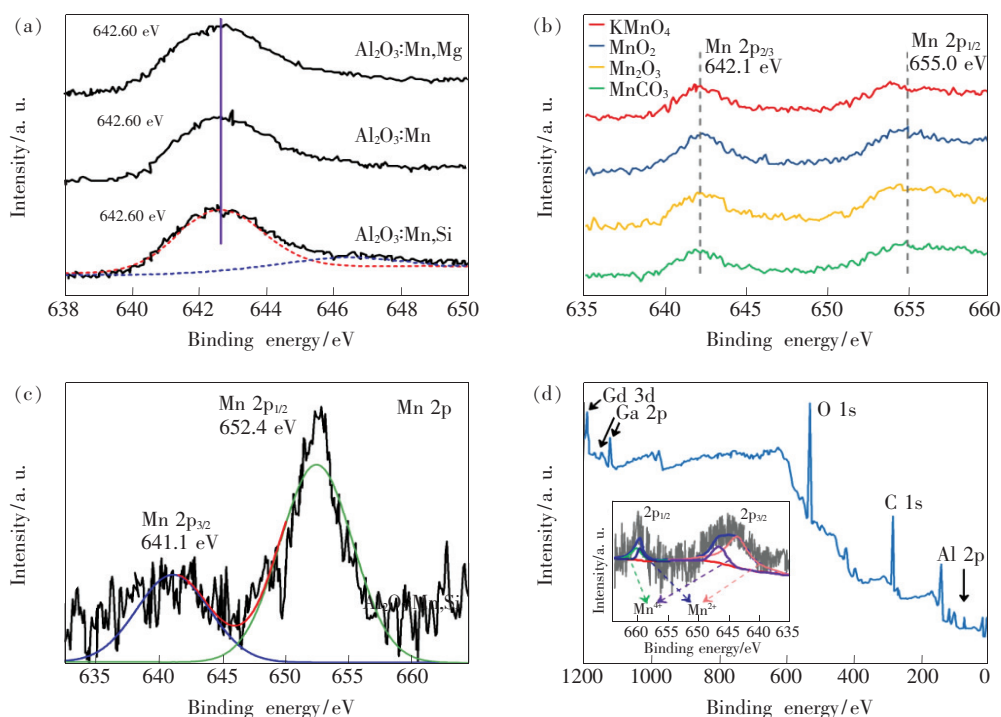 (a)
642.60 eV
Al₂O₃:Mn,Mg
642.60 eV
Al₂O₃:Mn
642.60 eV
Al₂O₃:Mn,Si
Intensity/a. u.
638 640 642 644 646 648 650
Binding energy/eV
(b)
KMnO₄
MnO₂
Mn₂O₃
MnCO₃
Mn 2p₂/₃
642.1 eV
Mn 2p₁/₂
655.0 eV
Intensity/a. u.
635 640 645 650 655 660
Binding energy/eV
(c)
Mn 2p₁/₂
652.4 eV
Mn 2p
Mn 2p₃/₂
641.1 eV
Al₂O₃:Mn,Si
Intensity/a. u.
635 640 645 650 655 660
Binding energy/eV
(d)
Gd 3d
Ga 2p
O 1s
C 1s
Al 2p
Intensity/a. u.
2p₁/₂
2p₃/₂
Mn⁴⁺
Mn²⁺
Intensity/a. u.
660 655 650 645 640 635
Binding energy/eV
1200 1000 800 600 400 200 0
Binding energy/eV